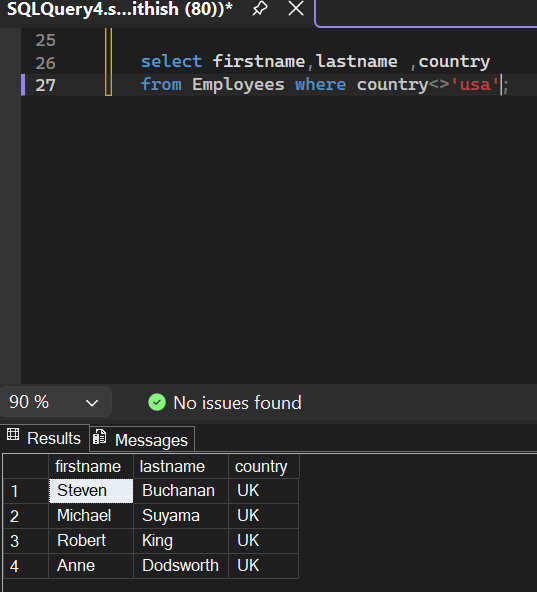 SQLQuery4.s...ithish (80))*
25
26 select firstname,lastname ,country
27 from Employees where country<>'usa';
90 %
No issues found
Results Messages
firstname lastname country
1 Steven Buchanan UK
2 Michael Suyama UK
3 Robert King UK
4 Anne Dodsworth UK